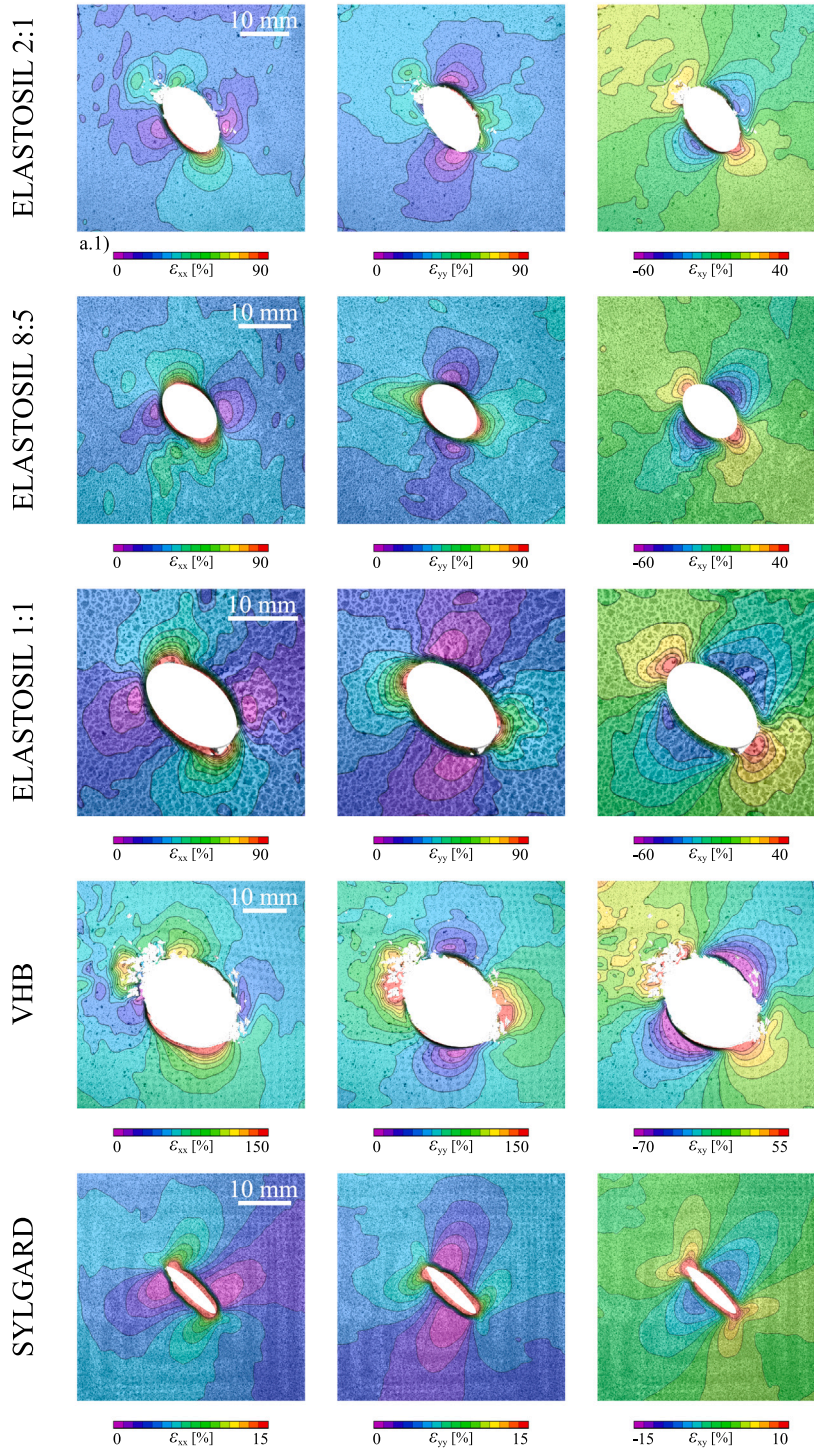 ELASTOSIL 2:1
10 mm
a.1)
0 εxx [%] 90
0 εyy [%] 90
-60 εxy [%] 40
ELASTOSIL 8:5
10 mm
0 εxx [%] 90
0 εyy [%] 90
-60 εxy [%] 40
ELASTOSIL 1:1
10 mm
0 εxx [%] 90
0 εyy [%] 90
-60 εxy [%] 40
VHB
10 mm
0 εxx [%] 150
0 εyy [%] 150
-70 εxy [%] 55
SYLGARD
10 mm
0 εxx [%] 15
0 εyy [%] 15
-15 εxy [%] 10